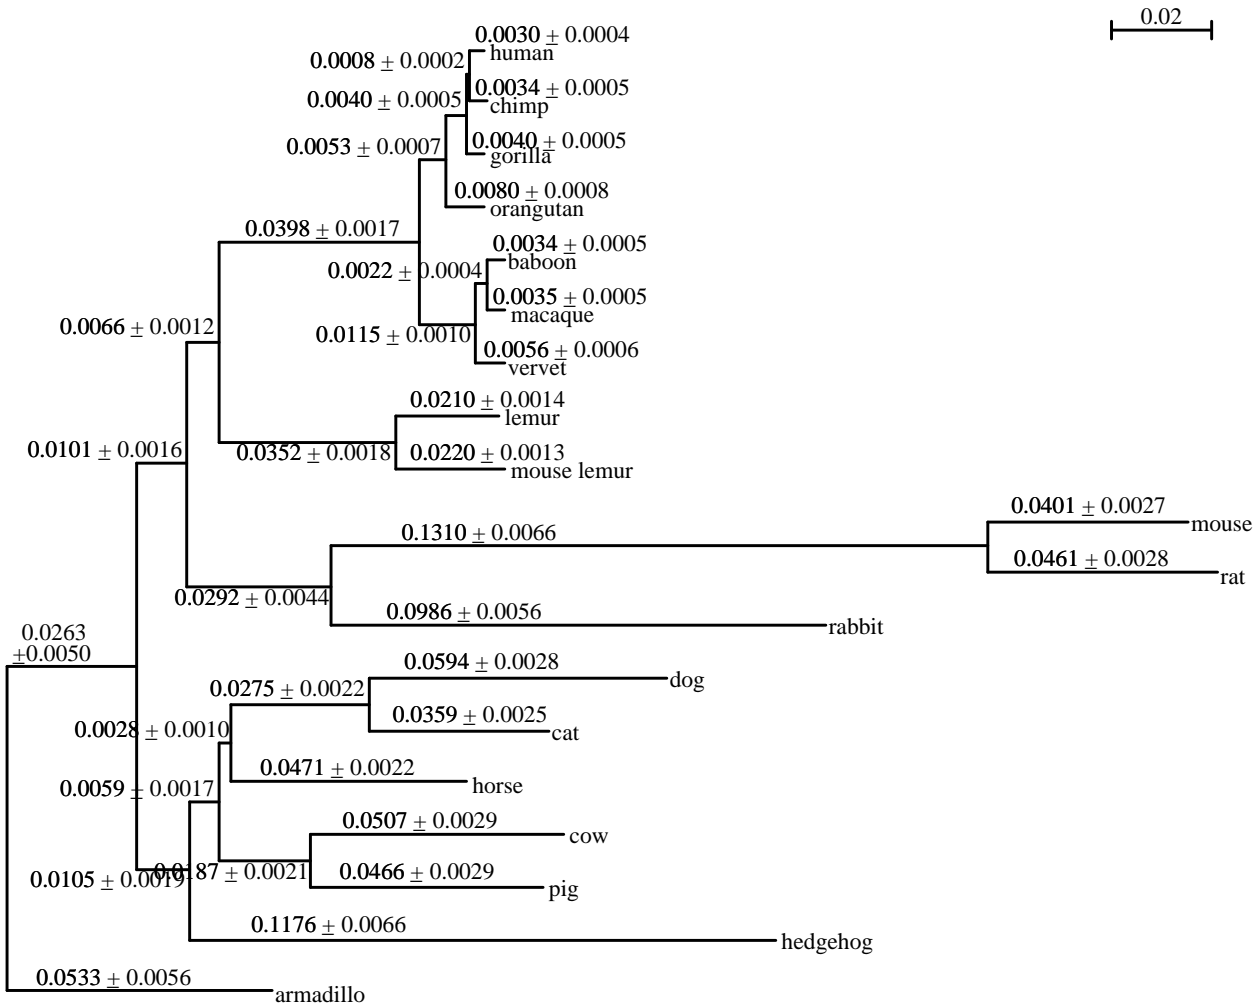 0.02
0.0030 ± 0.0004
human
0.0008 ± 0.0002
0.0034 ± 0.0005
chimp
0.0040 ± 0.0005
0.0040 ± 0.0005
gorilla
0.0053 ± 0.0007
0.0080 ± 0.0008
orangutan
0.0398 ± 0.0017
0.0034 ± 0.0005
baboon
0.0022 ± 0.0004
0.0035 ± 0.0005
macaque
0.0066 ± 0.0012
0.0115 ± 0.0010
0.0056 ± 0.0006
vervet
0.0210 ± 0.0014
lemur
0.0101 ± 0.0016
0.0352 ± 0.0018
0.0220 ± 0.0013
mouse lemur
0.0401 ± 0.0027
mouse
0.1310 ± 0.0066
0.0461 ± 0.0028
rat
0.0292 ± 0.0044
0.0986 ± 0.0056
rabbit
0.0263
±0.0050
0.0594 ± 0.0028
dog
0.0275 ± 0.0022
0.0359 ± 0.0025
cat
0.0028 ± 0.0010
0.0471 ± 0.0022
horse
0.0059 ± 0.0017
0.0507 ± 0.0029
cow
0.0105 ± 0.0019
0.0187 ± 0.0021
0.0466 ± 0.0029
pig
0.1176 ± 0.0066
hedgehog
0.0533 ± 0.0056
armadillo